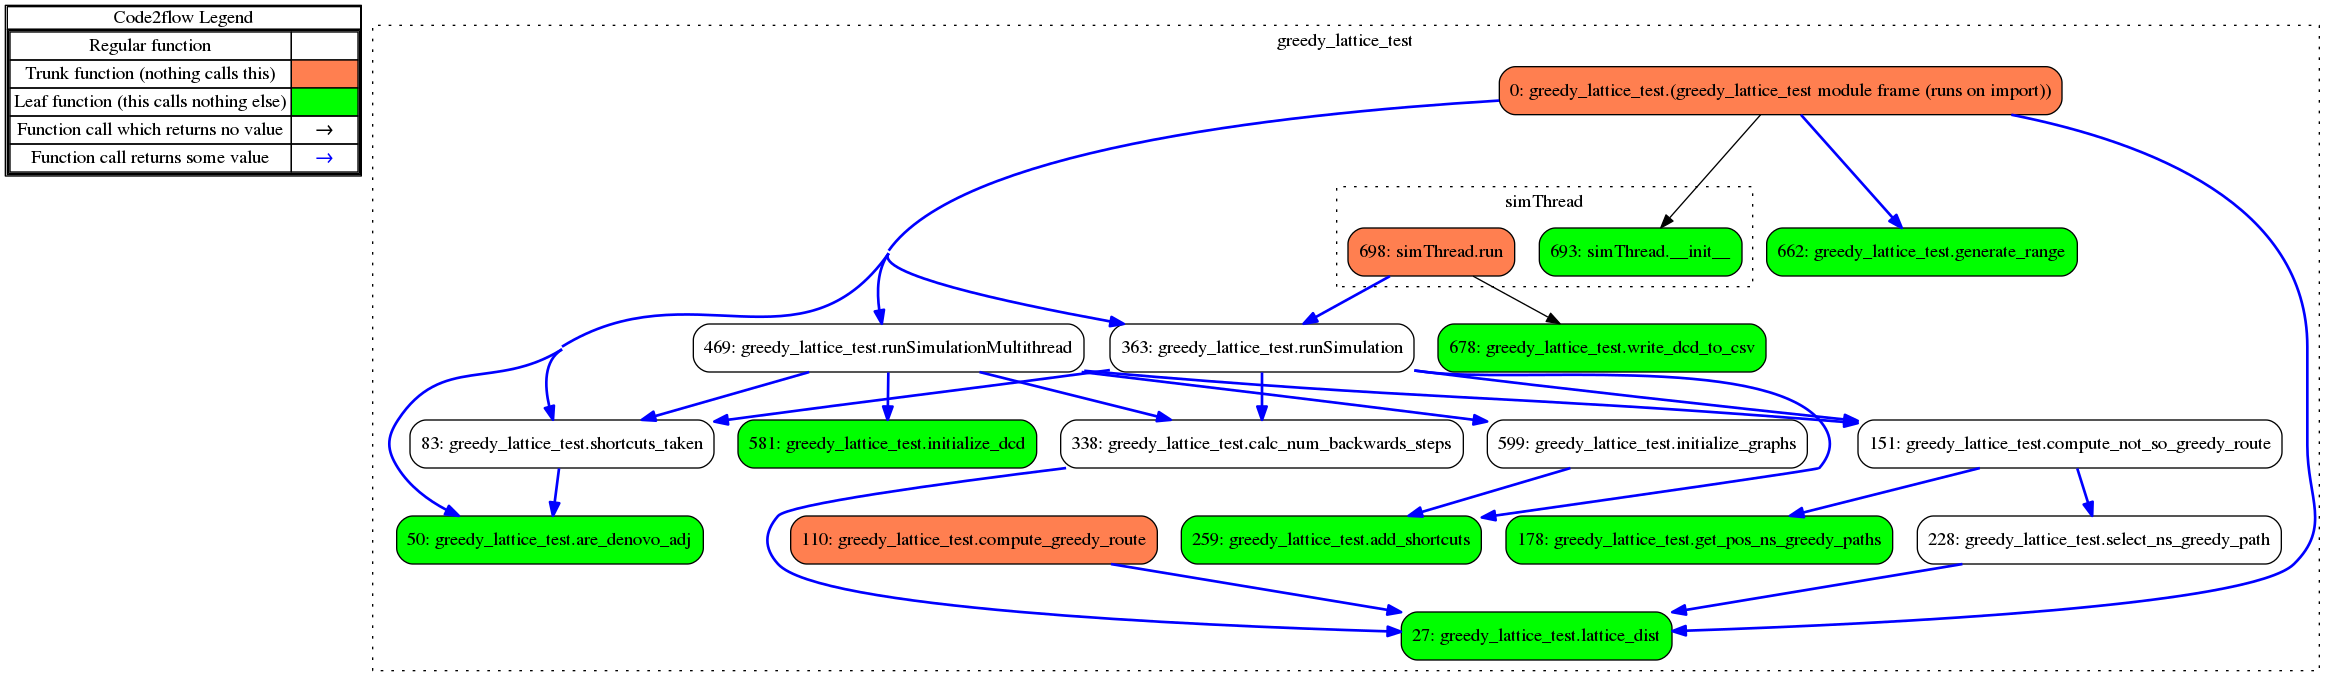 Code2flow Legend
Regular function
Trunk function (nothing calls this)
Leaf function (this calls nothing else)
Function call which returns no value →
Function call returns some value →
greedy_lattice_test
0: greedy_lattice_test.(greedy_lattice_test module frame (runs on import))
simThread
698: simThread.run
693: simThread.__init__
662: greedy_lattice_test.generate_range
469: greedy_lattice_test.runSimulationMultithread
363: greedy_lattice_test.runSimulation
678: greedy_lattice_test.write_dcd_to_csv
83: greedy_lattice_test.shortcuts_taken
581: greedy_lattice_test.initialize_dcd
338: greedy_lattice_test.calc_num_backwards_steps
599: greedy_lattice_test.initialize_graphs
151: greedy_lattice_test.compute_not_so_greedy_route
50: greedy_lattice_test.are_denovo_adj
110: greedy_lattice_test.compute_greedy_route
259: greedy_lattice_test.add_shortcuts
178: greedy_lattice_test.get_pos_ns_greedy_paths
228: greedy_lattice_test.select_ns_greedy_path
27: greedy_lattice_test.lattice_dist